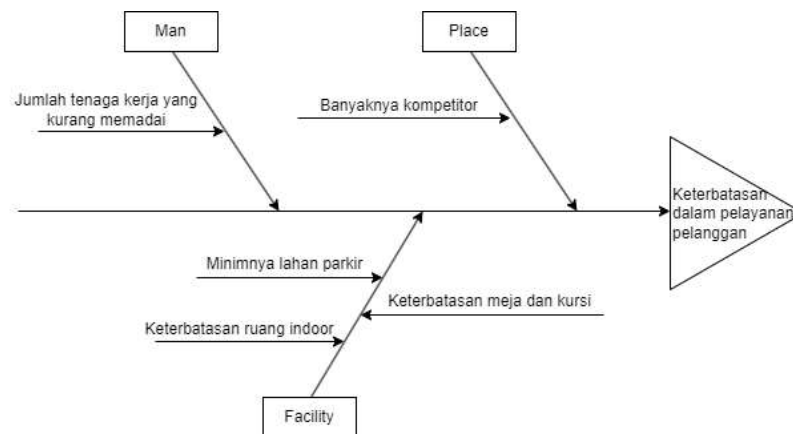 Man
Place
Jumlah tenaga kerja yang
kurang memadai
Banyaknya kompetitor
Keterbatasan
dalam pelayanan
pelanggan
Minimnya lahan parkir
Keterbatasan meja dan kursi
Keterbatasan ruang indoor
Facility